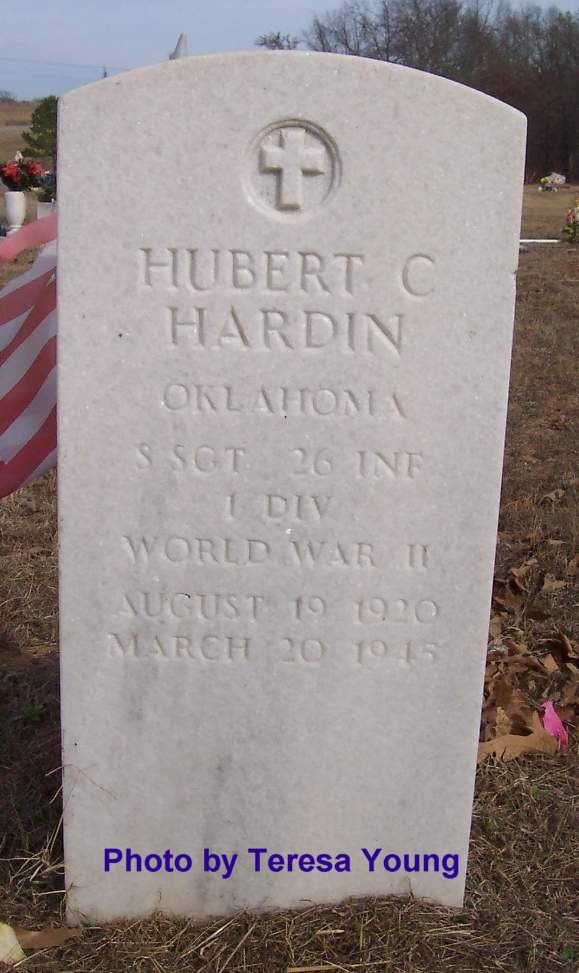 HUBERT C
HARDIN
OKLAHOMA
S SGT 26 INF
1 DIV
WORLD WAR II
AUGUST 19 1920
MARCH 20 1945
Photo by Teresa Young